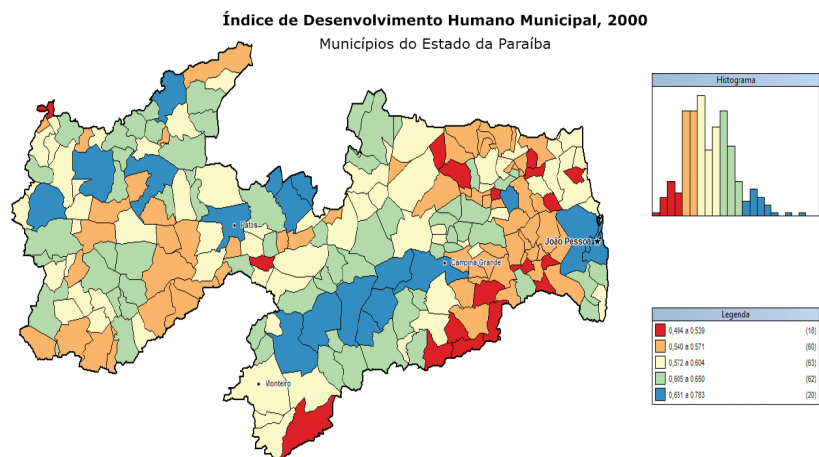 Índice de Desenvolvimento Humano Municipal, 2000
Municípios do Estado da Paraíba
Histograma
Patos
João Pessoa
Campina Grande
Monteiro
Legenda
0,494 a 0,539 (18)
0,540 a 0,571 (60)
0,572 a 0,604 (63)
0,605 a 0,650 (62)
0,651 a 0,783 (20)